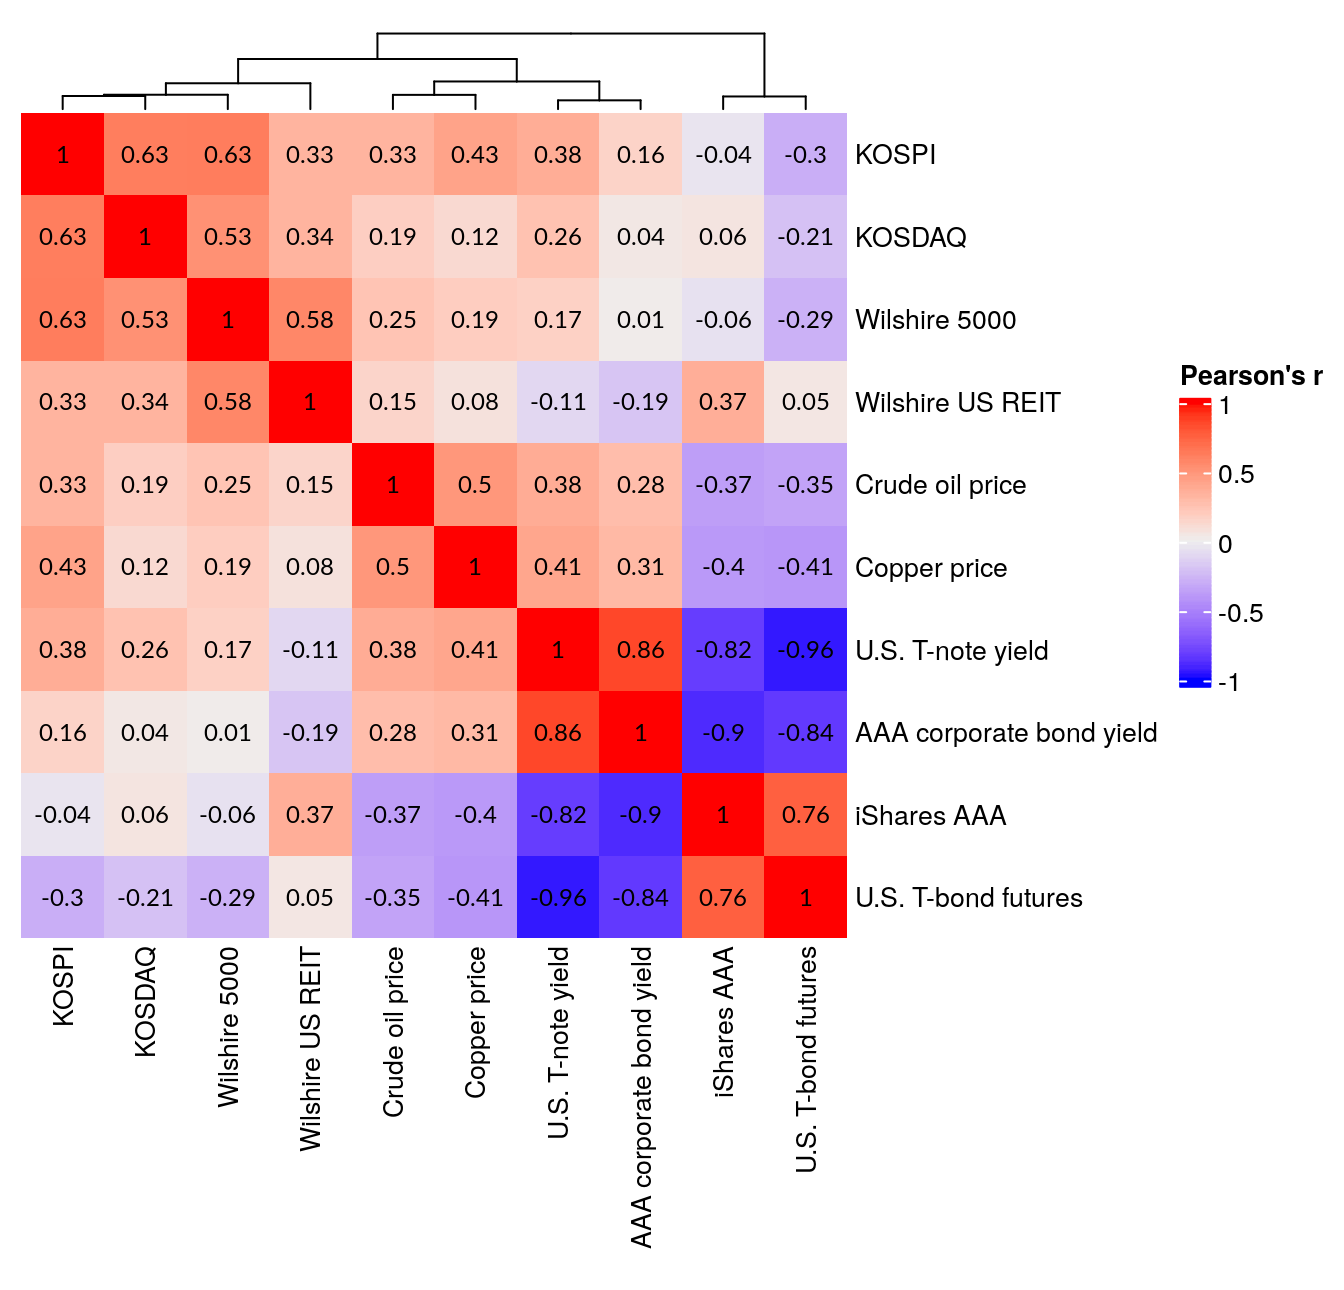 1 0.63 0.63 0.33 0.33 0.43 0.38 0.16 -0.04 -0.3 KOSPI
0.63 1 0.53 0.34 0.19 0.12 0.26 0.04 0.06 -0.21 KOSDAQ
0.63 0.53 1 0.58 0.25 0.19 0.17 0.01 -0.06 -0.29 Wilshire 5000
0.33 0.34 0.58 1 0.15 0.08 -0.11 -0.19 0.37 0.05 Wilshire US REIT
0.33 0.19 0.25 0.15 1 0.5 0.38 0.28 -0.37 -0.35 Crude oil price
0.43 0.12 0.19 0.08 0.5 1 0.41 0.31 -0.4 -0.41 Copper price
0.38 0.26 0.17 -0.11 0.38 0.41 1 0.86 -0.82 -0.96 U.S. T-note yield
0.16 0.04 0.01 -0.19 0.28 0.31 0.86 1 -0.9 -0.84 AAA corporate bond yield
-0.04 0.06 -0.06 0.37 -0.37 -0.4 -0.82 -0.9 1 0.76 iShares AAA
-0.3 -0.21 -0.29 0.05 -0.35 -0.41 -0.96 -0.84 0.76 1 U.S. T-bond futures
KOSPI
KOSDAQ
Wilshire 5000
Wilshire US REIT
Crude oil price
Copper price
U.S. T-note yield
AAA corporate bond yield
iShares AAA
U.S. T-bond futures
Pearson's r
1
0.5
0
-0.5
-1